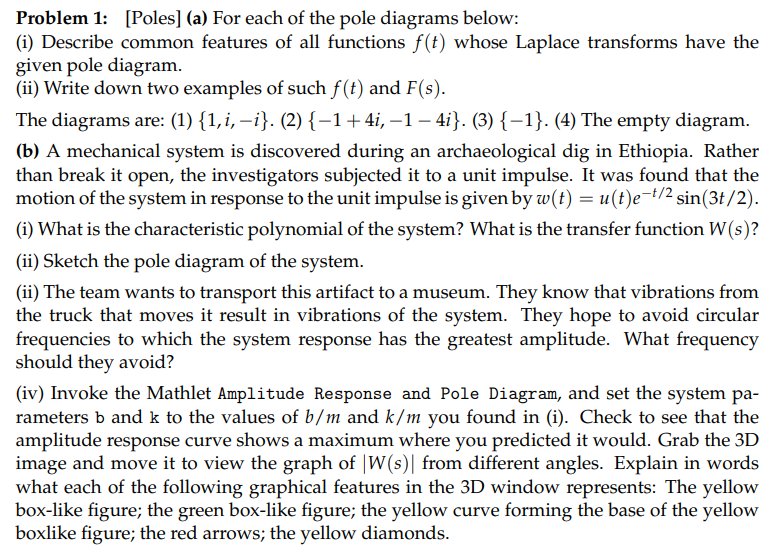 Problem 1: [Poles] (a) For each of the pole diagrams below:
(i) Describe common features of all functions f(t) whose Laplace transforms have the
given pole diagram.
(ii) Write down two examples of such f(t) and F(s).
The diagrams are: (1) {1, i, −i}. (2) {−1 + 4i, −1 − 4i}. (3) {−1}. (4) The empty diagram.
(b) A mechanical system is discovered during an archaeological dig in Ethiopia. Rather
than break it open, the investigators subjected it to a unit impulse. It was found that the
motion of the system in response to the unit impulse is given by w(t) = u(t)e^{−t/2} sin(3t/2).
(i) What is the characteristic polynomial of the system? What is the transfer function W(s)?
(ii) Sketch the pole diagram of the system.
(ii) The team wants to transport this artifact to a museum. They know that vibrations from
the truck that moves it result in vibrations of the system. They hope to avoid circular
frequencies to which the system response has the greatest amplitude. What frequency
should they avoid?
(iv) Invoke the Mathlet Amplitude Response and Pole Diagram, and set the system pa-
rameters b and k to the values of b/m and k/m you found in (i). Check to see that the
amplitude response curve shows a maximum where you predicted it would. Grab the 3D
image and move it to view the graph of |W(s)| from different angles. Explain in words
what each of the following graphical features in the 3D window represents: The yellow
box-like figure; the green box-like figure; the yellow curve forming the base of the yellow
boxlike figure; the red arrows; the yellow diamonds.